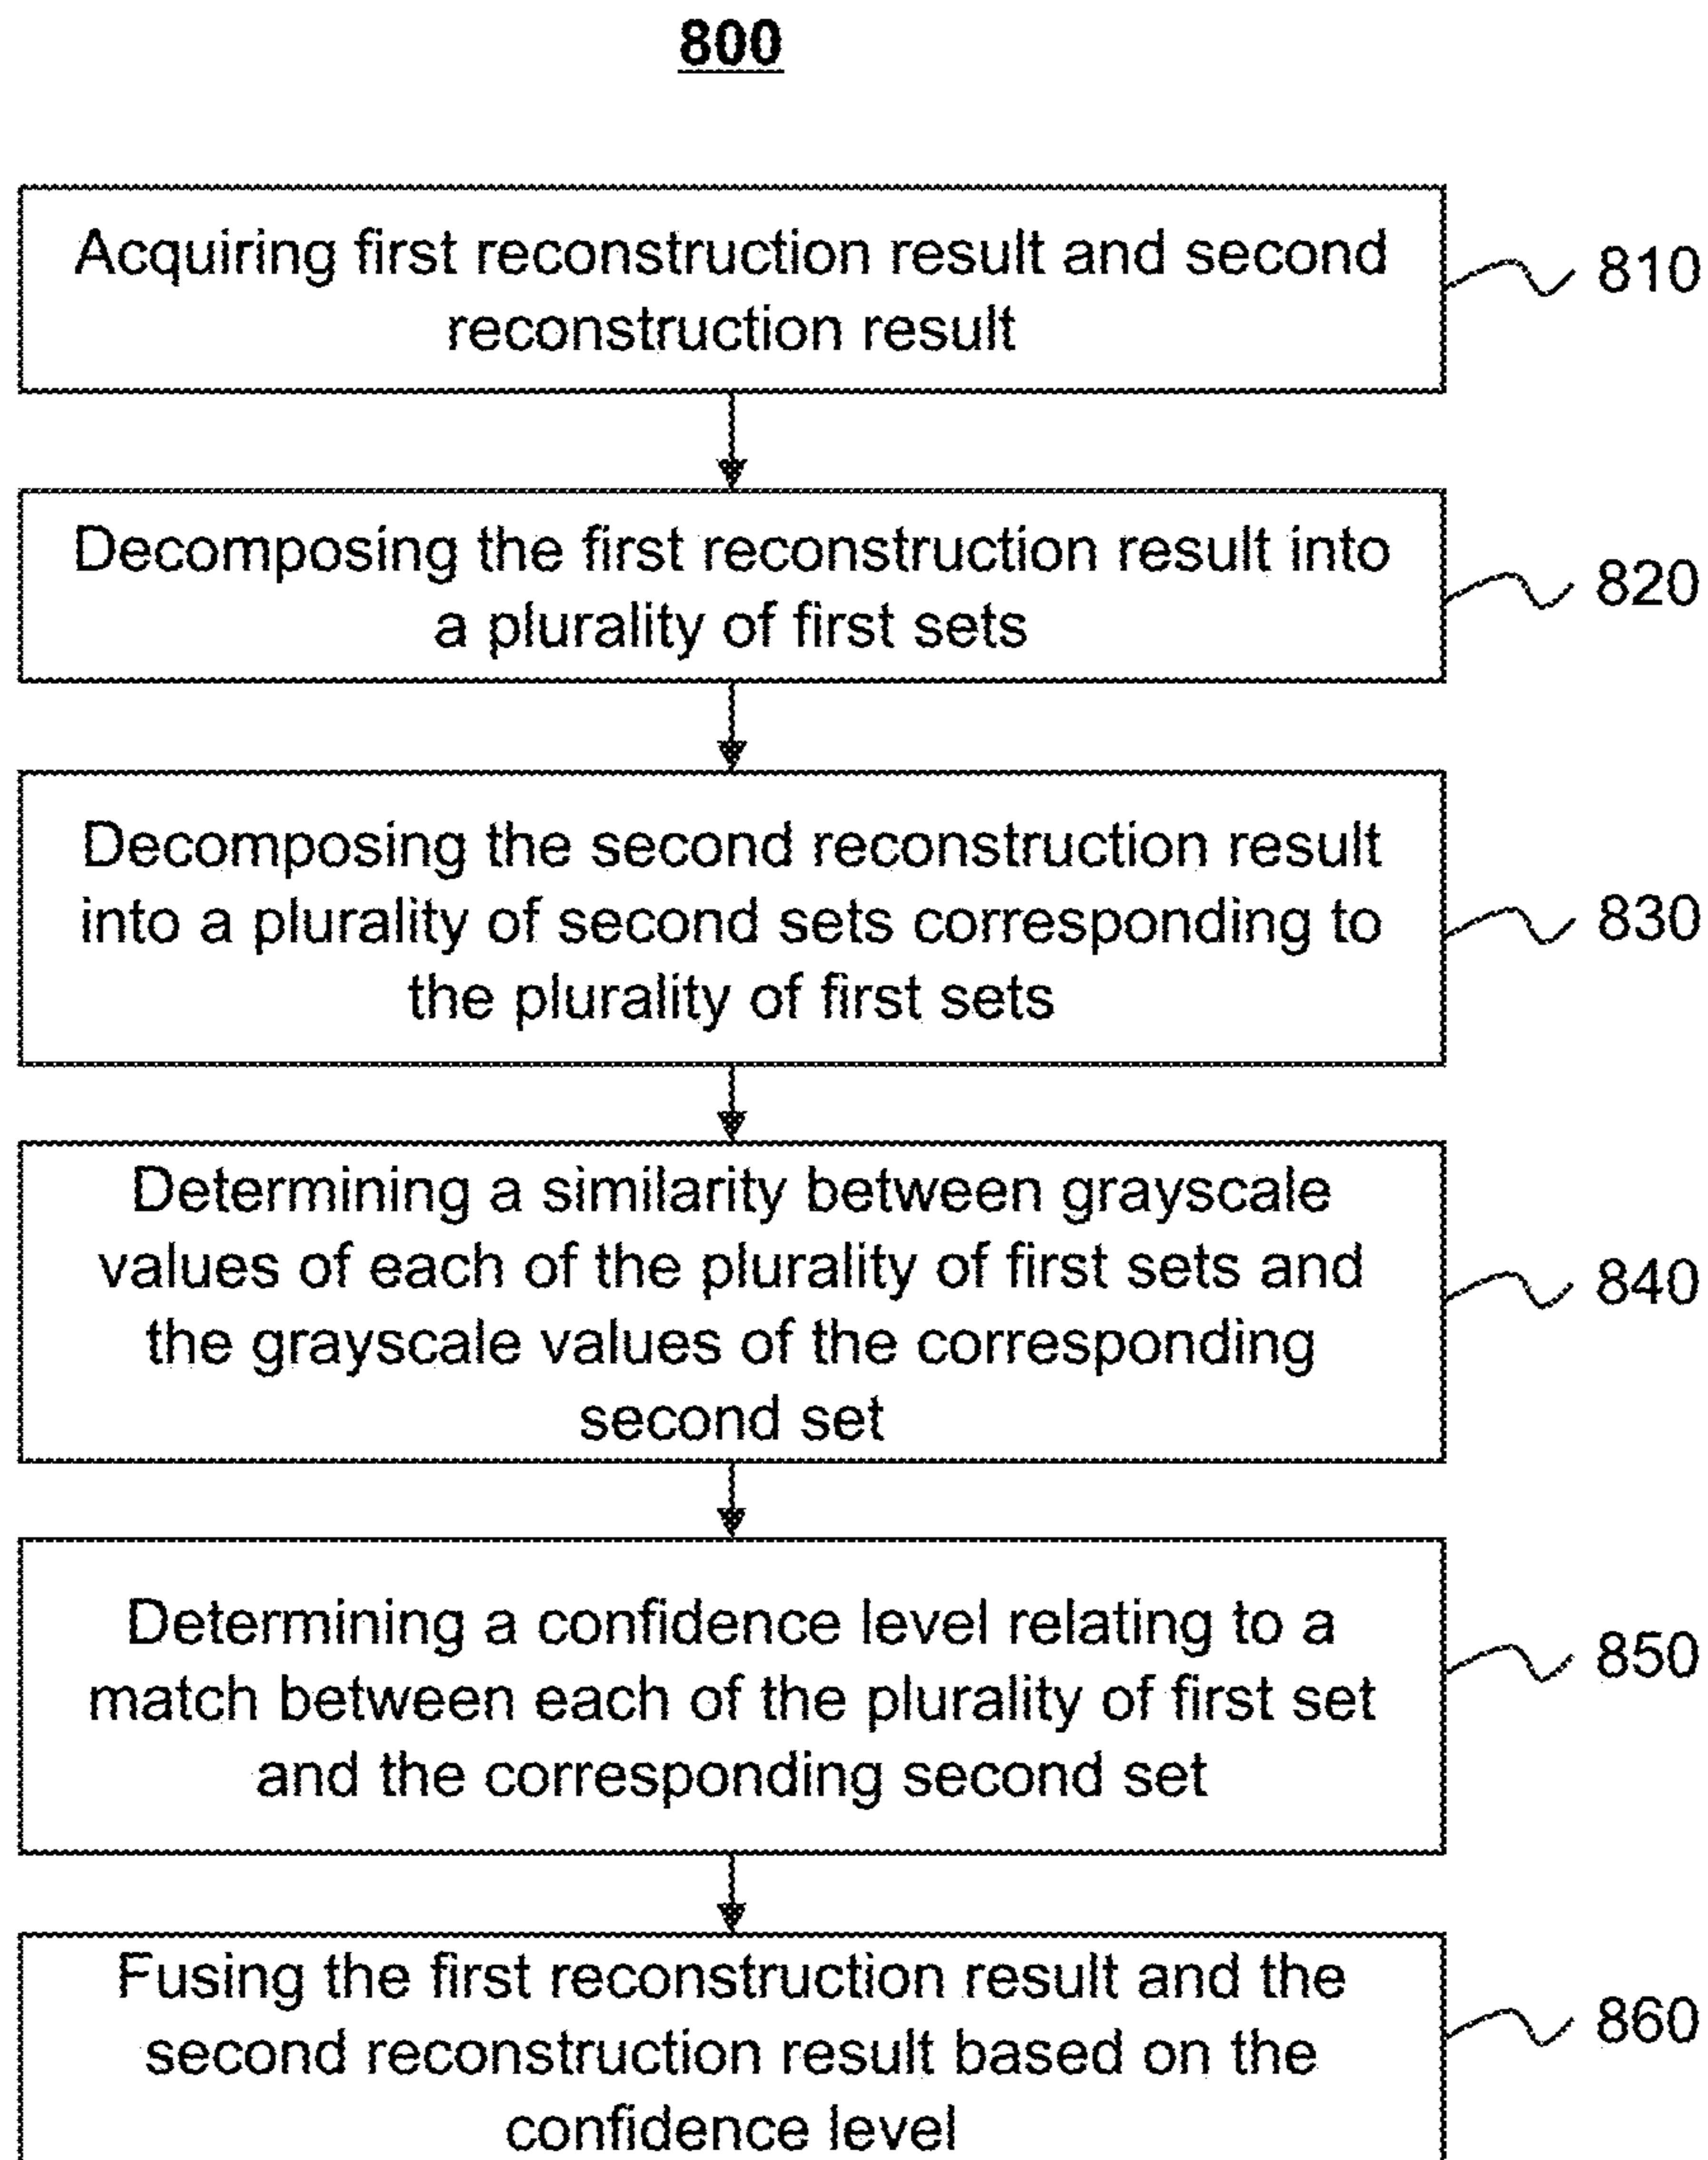 800
Acquiring first reconstruction result and second
reconstruction result
810
Decomposing the first reconstruction result into
a plurality of first sets
820
Decomposing the second reconstruction result
into a plurality of second sets corresponding to
the plurality of first sets
830
Determining a similarity between grayscale
values of each of the plurality of first sets and
the grayscale values of the corresponding
second set
840
Determining a confidence level relating to a
match between each of the plurality of first set
and the corresponding second set
850
Fusing the first reconstruction result and the
second reconstruction result based on the
confidence level
860